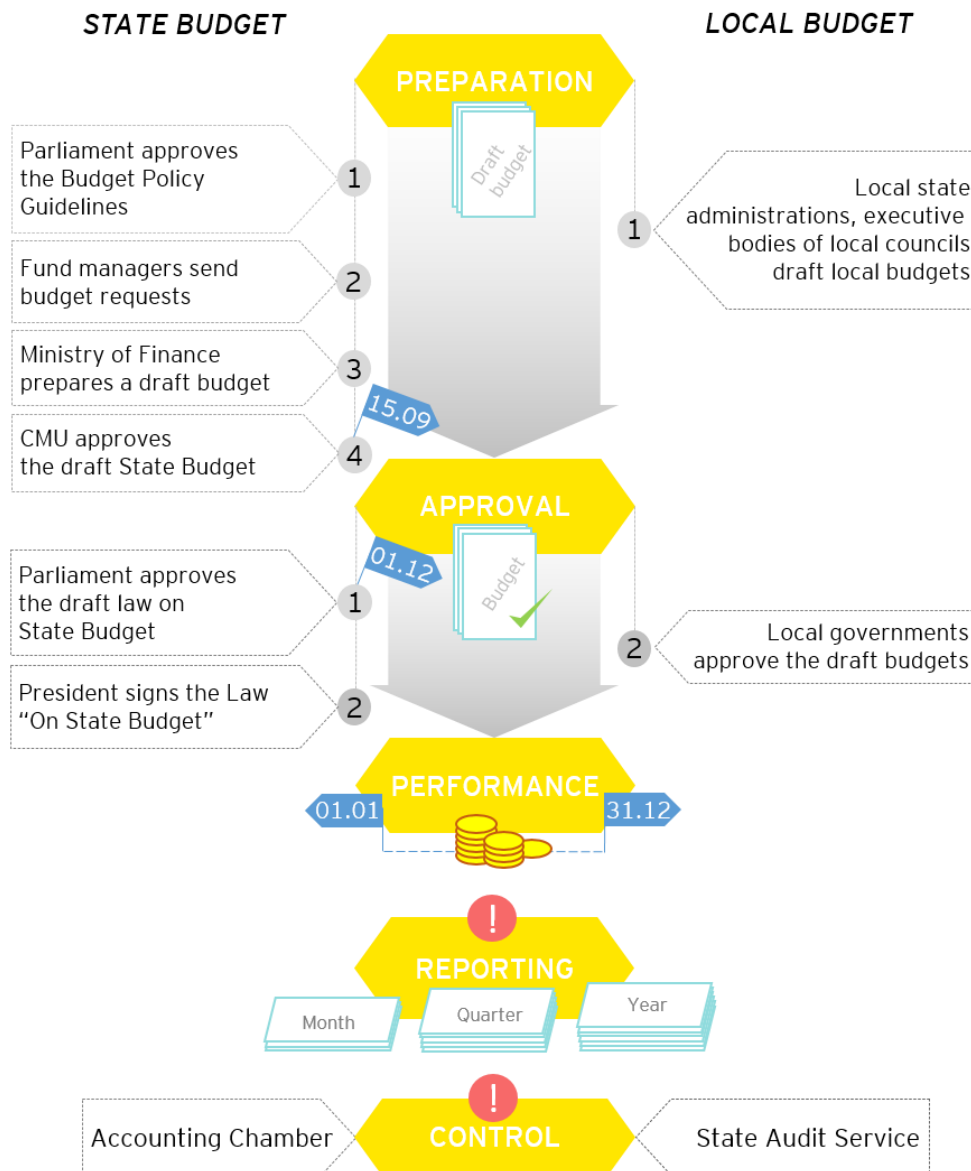 STATE BUDGET
LOCAL BUDGET
PREPARATION
Draft
budget
Parliament approves
the Budget Policy
Guidelines
1
Fund managers send
budget requests
2
Ministry of Finance
prepares a draft budget
3
15.09
CMU approves
the draft State Budget
4
1
Local state
administrations, executive
bodies of local councils
draft local budgets
APPROVAL
01.12
Budget
Parliament approves
the draft law on
State Budget
1
President signs the Law
“On State Budget”
2
2
Local governments
approve the draft budgets
PERFORMANCE
01.01
31.12
!
REPORTING
Month
Quarter
Year
!
Accounting Chamber
CONTROL
State Audit Service